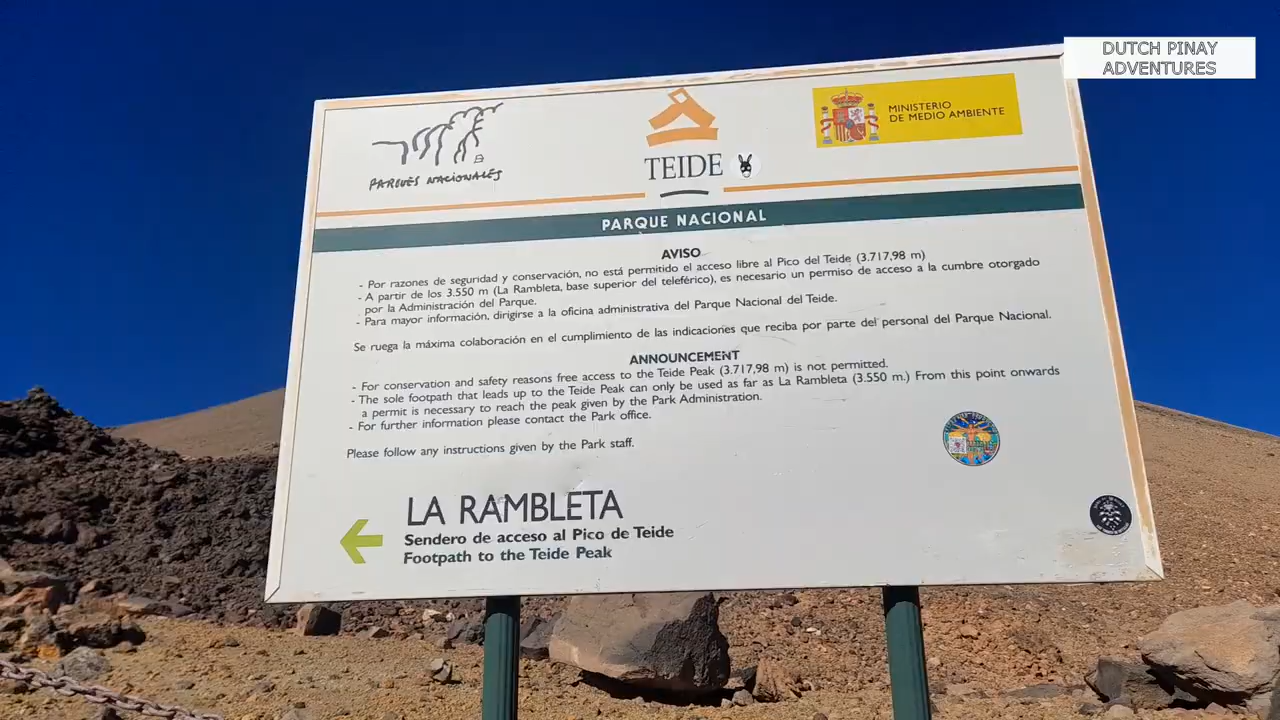 DUTCH PINAY
ADVENTURES
PARQUES NACIONALES
TEIDE
MINISTERIO
DE MEDIO AMBIENTE
PARQUE NACIONAL
AVISO
- Por razones de seguridad y conservación, no está permitido el acceso libre al Pico del Teide (3.717,98 m)
- A partir de los 3.550 m (La Rambleta, base superior del teleférico), es necesario un permiso de acceso a la cumbre otorgado
por la Administración del Parque.
- Para mayor información, dirigirse a la oficina administrativa del Parque Nacional del Teide.
Se ruega la máxima colaboración en el cumplimiento de las indicaciones que reciba por parte del personal del Parque Nacional.
ANNOUNCEMENT
- For conservation and safety reasons free access to the Teide Peak (3.717,98 m) is not permitted.
- The sole footpath that leads up to the Teide Peak can only be used as far as La Rambleta (3.550 m.) From this point onwards
a permit is necessary to reach the peak given by the Park Administration.
- For further information please contact the Park office.
Please follow any instructions given by the Park staff.
LA RAMBLETA
Sendero de acceso al Pico de Teide
Footpath to the Teide Peak